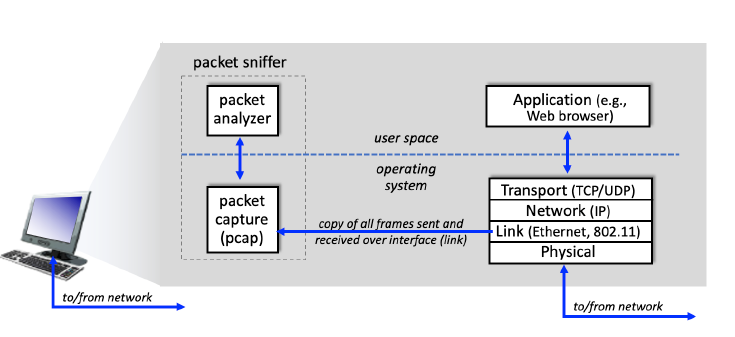 packet sniffer
packet
analyzer
Application (e.g.,
Web browser)
user space
operating
system
packet
capture
(pcap)
copy of all frames sent and
received over interface (link)
Transport (TCP/UDP)
Network (IP)
Link (Ethernet, 802.11)
Physical
to/from network
to/from network